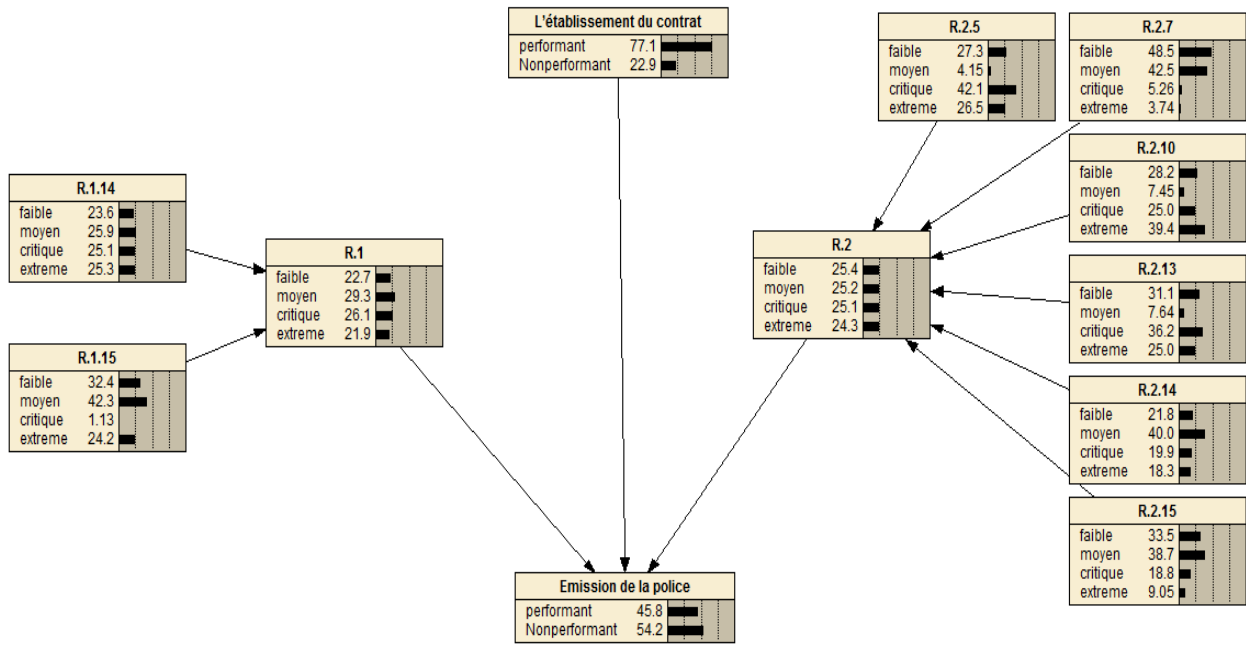 L'établissement du contrat
performant 77.1
Nonperformant 22.9
R.2.5
faible 27.3
moyen 4.15
critique 42.1
extreme 26.5
R.2.7
faible 48.5
moyen 42.5
critique 5.26
extreme 3.74
R.2.10
faible 28.2
moyen 7.45
critique 25.0
extreme 39.4
R.1.14
faible 23.6
moyen 25.9
critique 25.1
extreme 25.3
R.1
faible 22.7
moyen 29.3
critique 26.1
extreme 21.9
R.2
faible 25.4
moyen 25.2
critique 25.1
extreme 24.3
R.2.13
faible 31.1
moyen 7.64
critique 36.2
extreme 25.0
R.1.15
faible 32.4
moyen 42.3
critique 1.13
extreme 24.2
R.2.14
faible 21.8
moyen 40.0
critique 19.9
extreme 18.3
R.2.15
faible 33.5
moyen 38.7
critique 18.8
extreme 9.05
Emission de la police
performant 45.8
Nonperformant 54.2